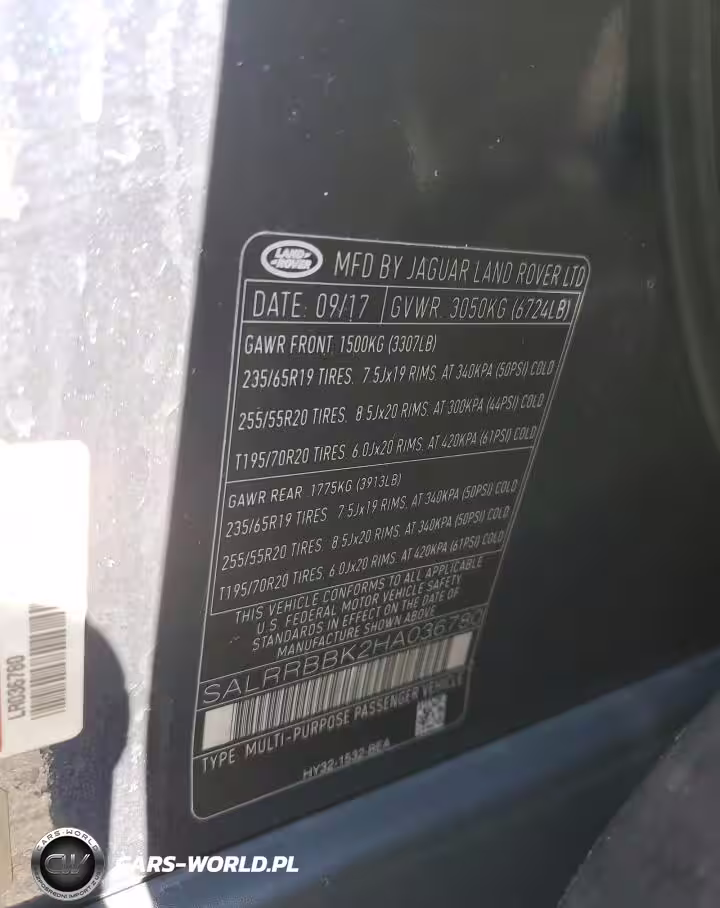 LAND ROVER
MFD BY JAGUAR LAND ROVER LTD
DATE: 09/17 GVWR. 3050KG (6724LB)
GAWR FRONT 1500KG (3307LB)
235/65R19 TIRES. 7.5Jx19 RIMS. AT 340KPA (50PSI) COLD
255/55R20 TIRES. 8.5Jx20 RIMS. AT 300KPA (44PSI) COLD
T195/70R20 TIRES. 6.0Jx20 RIMS. AT 420KPA (61PSI) COLD
GAWR REAR 1775KG (3913LB)
235/65R19 TIRES 7.5Jx19 RIMS. AT 340KPA (50PSI) COLD
255/55R20 TIRES 8.5Jx20 RIMS. AT 340KPA (50PSI) COLD
T195/70R20 TIRES. 6.0Jx20 RIMS. AT 420KPA (61PSI) COLD
THIS VEHICLE CONFORMS TO ALL APPLICABLE
U.S. FEDERAL MOTOR VEHICLE SAFETY
STANDARDS IN EFFECT ON THE DATE OF
MANUFACTURE SHOWN ABOVE
SALRRBBK2HA036780
TYPE MULTI-PURPOSE PASSENGER VEHICLE
HY32-1532-BEA
LR036780
CARS-WORLD
CW
CARS-WORLD.PL